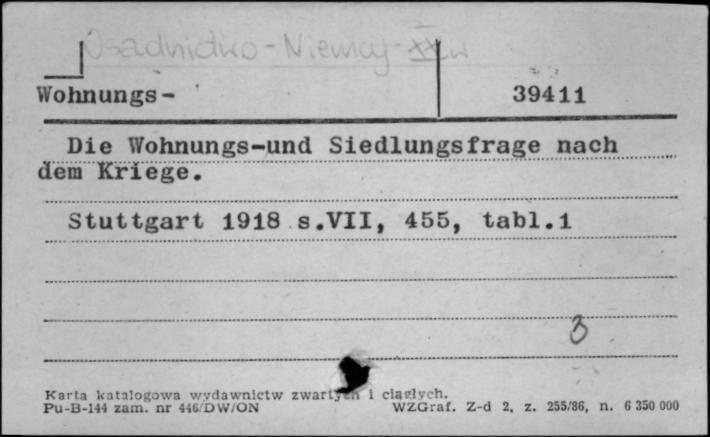 Osadnictwo - Niemcy - XX w
Wohnungs- 39411
Die Wohnungs-und Siedlungsfrage nach
dem Kriege.
Stuttgart 1918 s.VII, 455, tabl.1
3
Karta katalogowa wydawnictw zwartych i ciągłych.
Pu-B-144 zam. nr 446/DW/ON WZGraf. Z-d 2, z. 255/86, n. 6 350 000